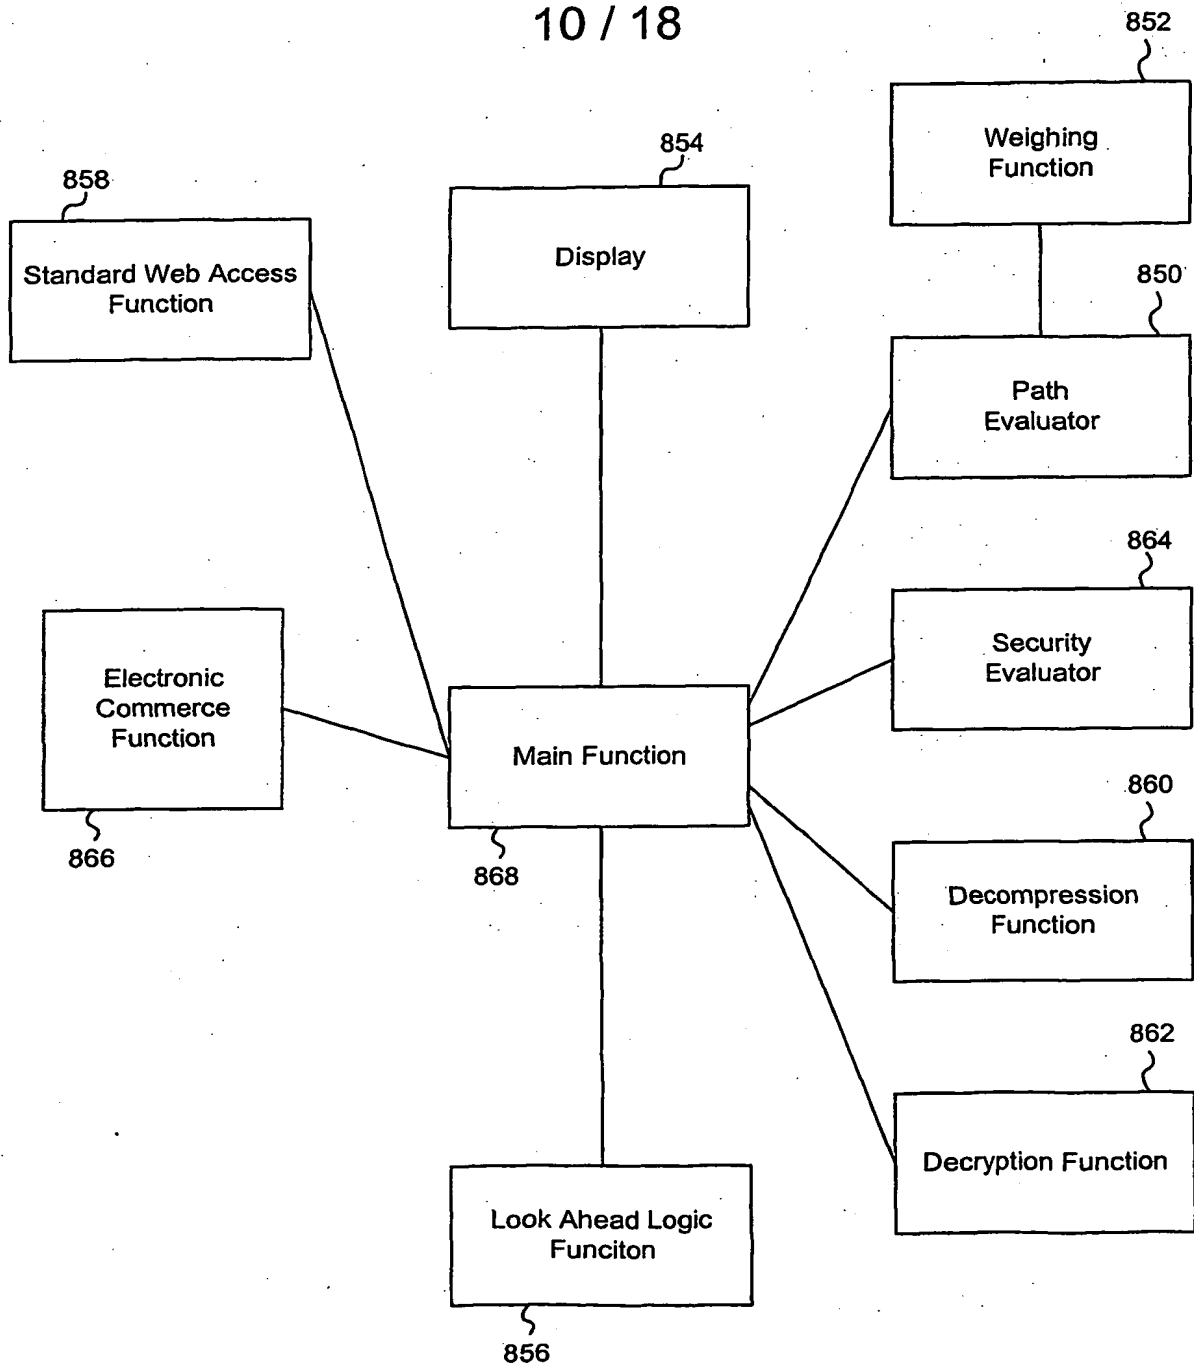 10 / 18
852
Weighing
Function
854
858
Display
Standard Web Access
Function
850
Path
Evaluator
864
Security
Evaluator
Electronic
Commerce
Function
Main Function
860
866
868
Decompression
Function
862
Decryption Function
Look Ahead Logic
Funciton
856